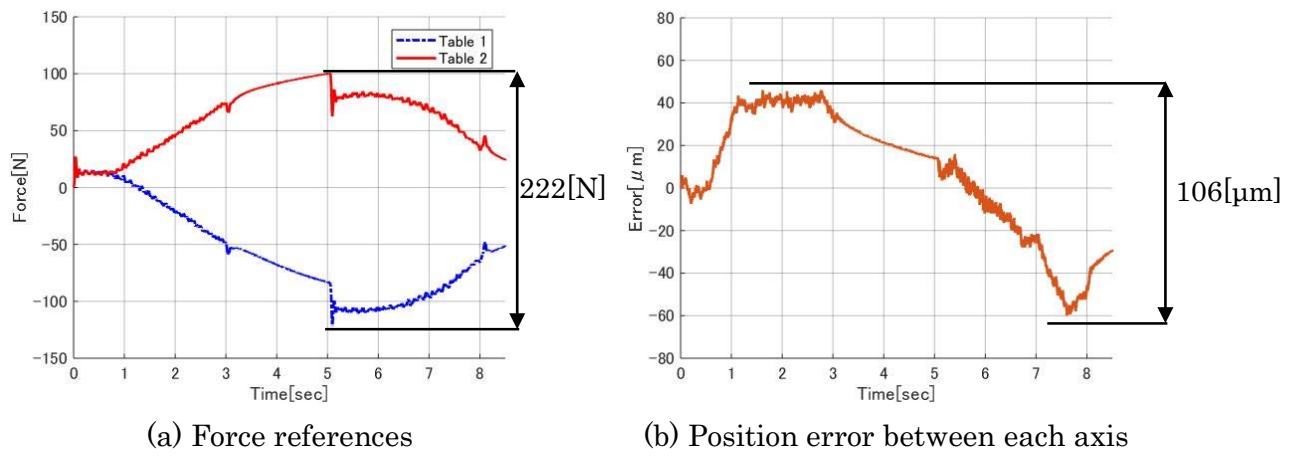 150
100
50
0
−50
−100
−150
Force[N]
0 1 2 3 4 5 6 7 8
Time[sec]
Table 1
Table 2
222[N]
(a) Force references
80
60
40
20
0
−20
−40
−60
−80
Error[μm]
0 1 2 3 4 5 6 7 8
Time[sec]
106[μm]
(b) Position error between each axis